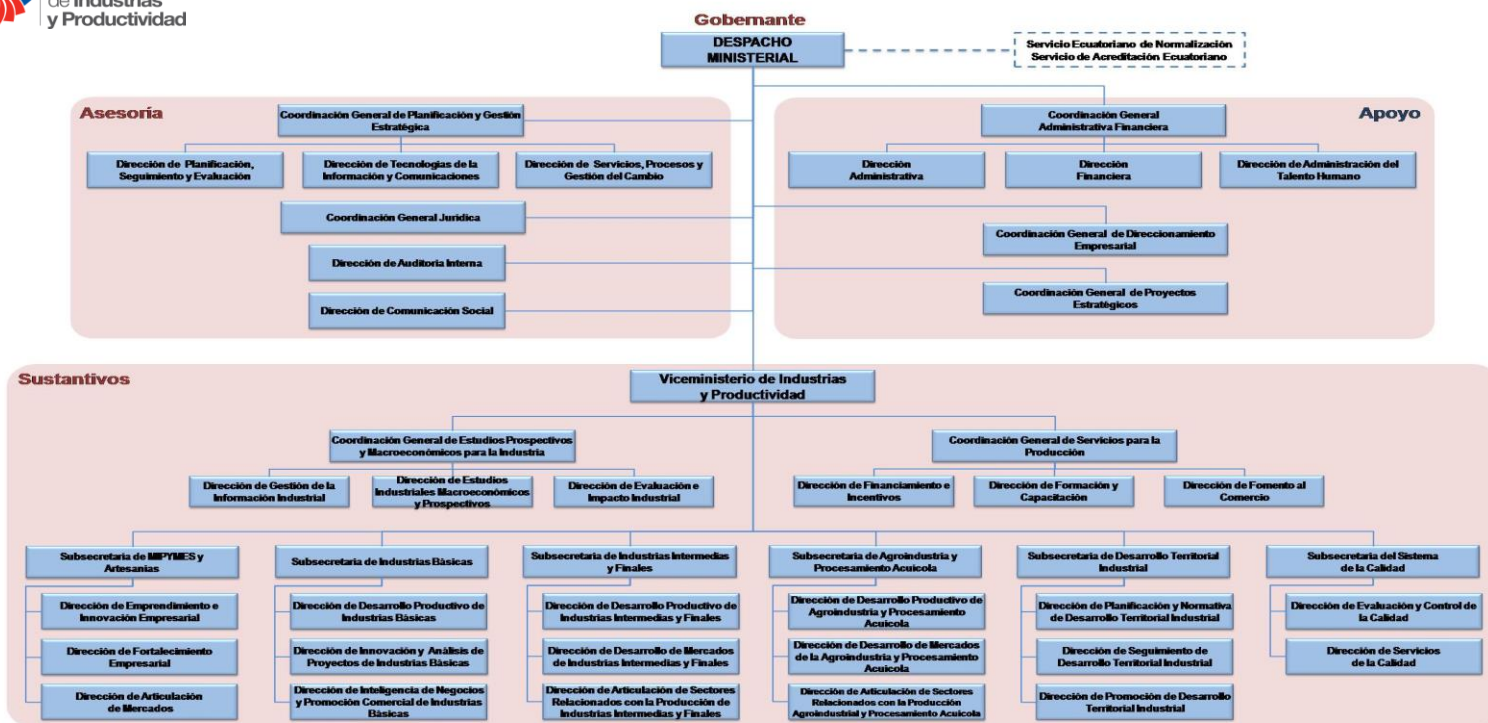 de Industrias
y Productividad
Gobernante
DESPACHO
MINISTERIAL
Servicio Ecuatoriano de Normalización
Servicio de Acreditación Ecuatoriano
Asesoría
Coordinación General de Planificación y Gestión
Estratégica
Dirección de Planificación,
Seguimiento y Evaluación
Dirección de Tecnologías de la
Información y Comunicaciones
Dirección de Servicios, Procesos y
Gestión del Cambio
Coordinación General Jurídica
Dirección de Auditoría Interna
Dirección de Comunicación Social
Apoyo
Coordinación General
Administrativa Financiera
Dirección
Administrativa
Dirección
Financiera
Dirección de Administración del
Talento Humano
Coordinación General de Direccionamiento
Empresarial
Coordinación General de Proyectos
Estratégicos
Sustantivos
Viceministerio de Industrias
y Productividad
Coordinación General de Estudios Prospectivos
y Macroeconómicos para la Industria
Dirección de Gestión de la
Información Industrial
Dirección de Estudios
Industriales Macroeconómicos
y Prospectivos
Dirección de Evaluación e
Impacto Industrial
Coordinación General de Servicios para la
Producción
Dirección de Financiamiento e
Incentivos
Dirección de Formación y
Capacitación
Dirección de Fomento al
Comercio
Subsecretaría de MIPYMES y
Artesanías
Dirección de Emprendimiento e
Innovación Empresarial
Dirección de Fortalecimiento
Empresarial
Dirección de Articulación
de Mercados
Subsecretaría de Industrias Básicas
Dirección de Desarrollo Productivo de
Industrias Básicas
Dirección de Innovación y Análisis de
Proyectos de Industrias Básicas
Dirección de Inteligencia de Negocios
y Promoción Comercial de Industrias
Básicas
Subsecretaría de Industrias Intermedias
y Finales
Dirección de Desarrollo Productivo de
Industrias Intermedias y Finales
Dirección de Desarrollo de Mercados
de Industrias Intermedias y Finales
Dirección de Articulación de Sectores
Relacionados con la Producción de
Industrias Intermedias y Finales
Subsecretaría de Agroindustria y
Procesamiento Acuícola
Dirección de Desarrollo Productivo de
Agroindustria y Procesamiento
Acuícola
Dirección de Desarrollo de Mercados
de la Agroindustria y Procesamiento
Acuícola
Dirección de Articulación de Sectores
Relacionados con la Producción
Agroindustrial y Procesamiento Acuícola
Subsecretaría de Desarrollo Territorial
Industrial
Dirección de Planificación y Normativa
de Desarrollo Territorial Industrial
Dirección de Seguimiento de
Desarrollo Territorial Industrial
Dirección de Promoción de Desarrollo
Territorial Industrial
Subsecretaría del Sistema
de la Calidad
Dirección de Evaluación y Control de
la Calidad
Dirección de Servicios
de la Calidad